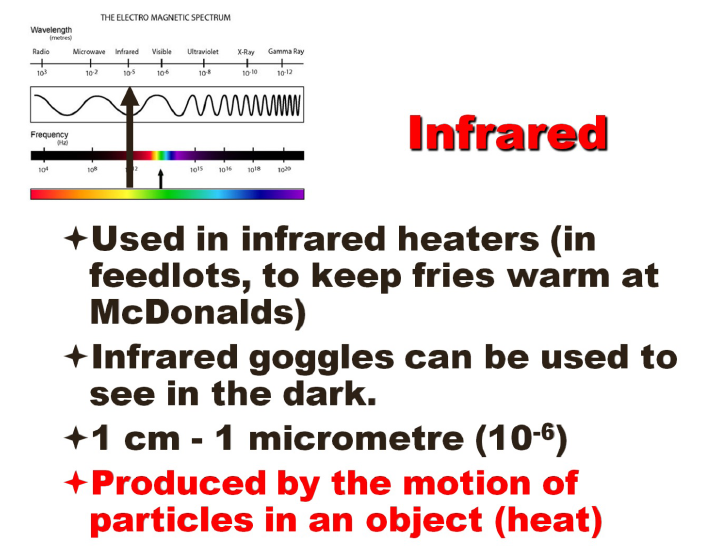 THE ELECTRO MAGNETIC SPECTRUM
Wavelength
(metres)
Radio Microwave Infrared Visible Ultraviolet X-Ray Gamma Ray
10³ 10⁻² 10⁻⁵ 10⁻⁶ 10⁻⁸ 10⁻¹⁰ 10⁻¹²
Frequency
(Hz)
10⁴ 10⁸ 10¹⁵ 10¹⁶ 10¹⁸ 10²⁰
Infrared
✦Used in infrared heaters (in
feedlots, to keep fries warm at
McDonalds)
✦Infrared goggles can be used to
see in the dark.
✦1 cm - 1 micrometre (10⁻⁶)
✦Produced by the motion of
particles in an object (heat)